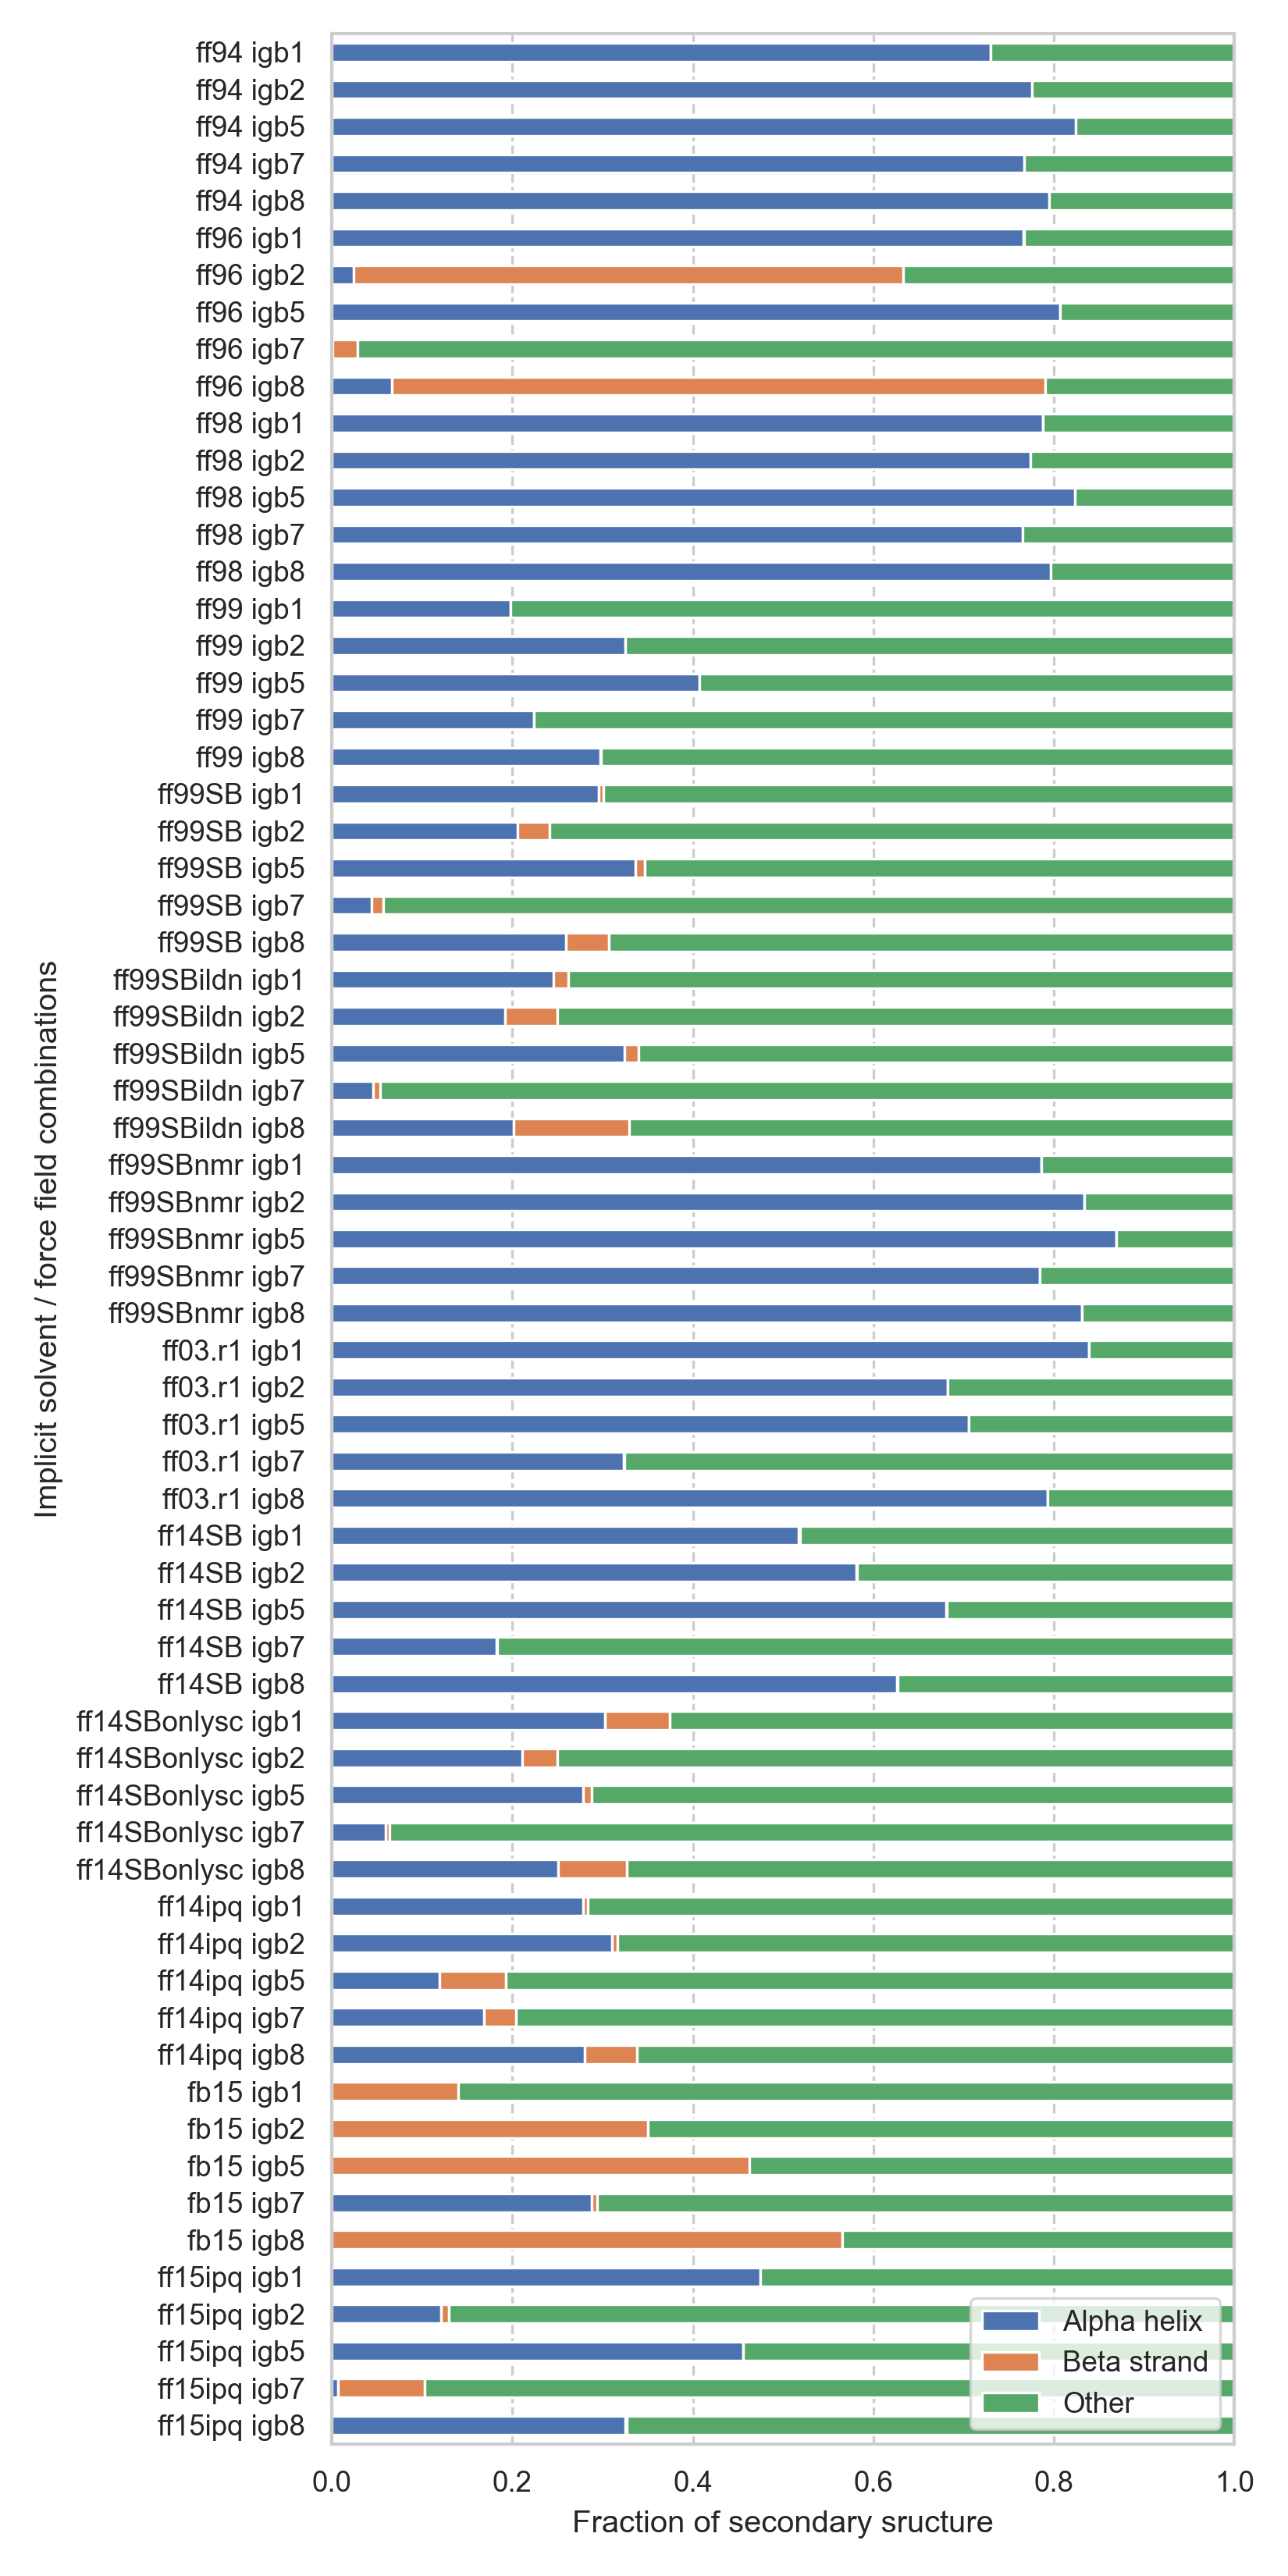 ff94 igb1
ff94 igb2
ff94 igb5
ff94 igb7
ff94 igb8
ff96 igb1
ff96 igb2
ff96 igb5
ff96 igb7
ff96 igb8
ff98 igb1
ff98 igb2
ff98 igb5
ff98 igb7
ff98 igb8
ff99 igb1
ff99 igb2
ff99 igb5
ff99 igb7
ff99 igb8
ff99SB igb1
ff99SB igb2
ff99SB igb5
ff99SB igb7
ff99SB igb8
ff99SBildn igb1
ff99SBildn igb2
ff99SBildn igb5
ff99SBildn igb7
ff99SBildn igb8
ff99SBnmr igb1
ff99SBnmr igb2
ff99SBnmr igb5
ff99SBnmr igb7
ff99SBnmr igb8
ff03.r1 igb1
ff03.r1 igb2
ff03.r1 igb5
ff03.r1 igb7
ff03.r1 igb8
ff14SB igb1
ff14SB igb2
ff14SB igb5
ff14SB igb7
ff14SB igb8
ff14SBonlysc igb1
ff14SBonlysc igb2
ff14SBonlysc igb5
ff14SBonlysc igb7
ff14SBonlysc igb8
ff14ipq igb1
ff14ipq igb2
ff14ipq igb5
ff14ipq igb7
ff14ipq igb8
fb15 igb1
fb15 igb2
fb15 igb5
fb15 igb7
fb15 igb8
ff15ipq igb1
ff15ipq igb2
ff15ipq igb5
ff15ipq igb7
ff15ipq igb8
Implicit solvent / force field combinations
Alpha helix
Beta strand
Other
0.0 0.2 0.4 0.6 0.8 1.0
Fraction of secondary sructure